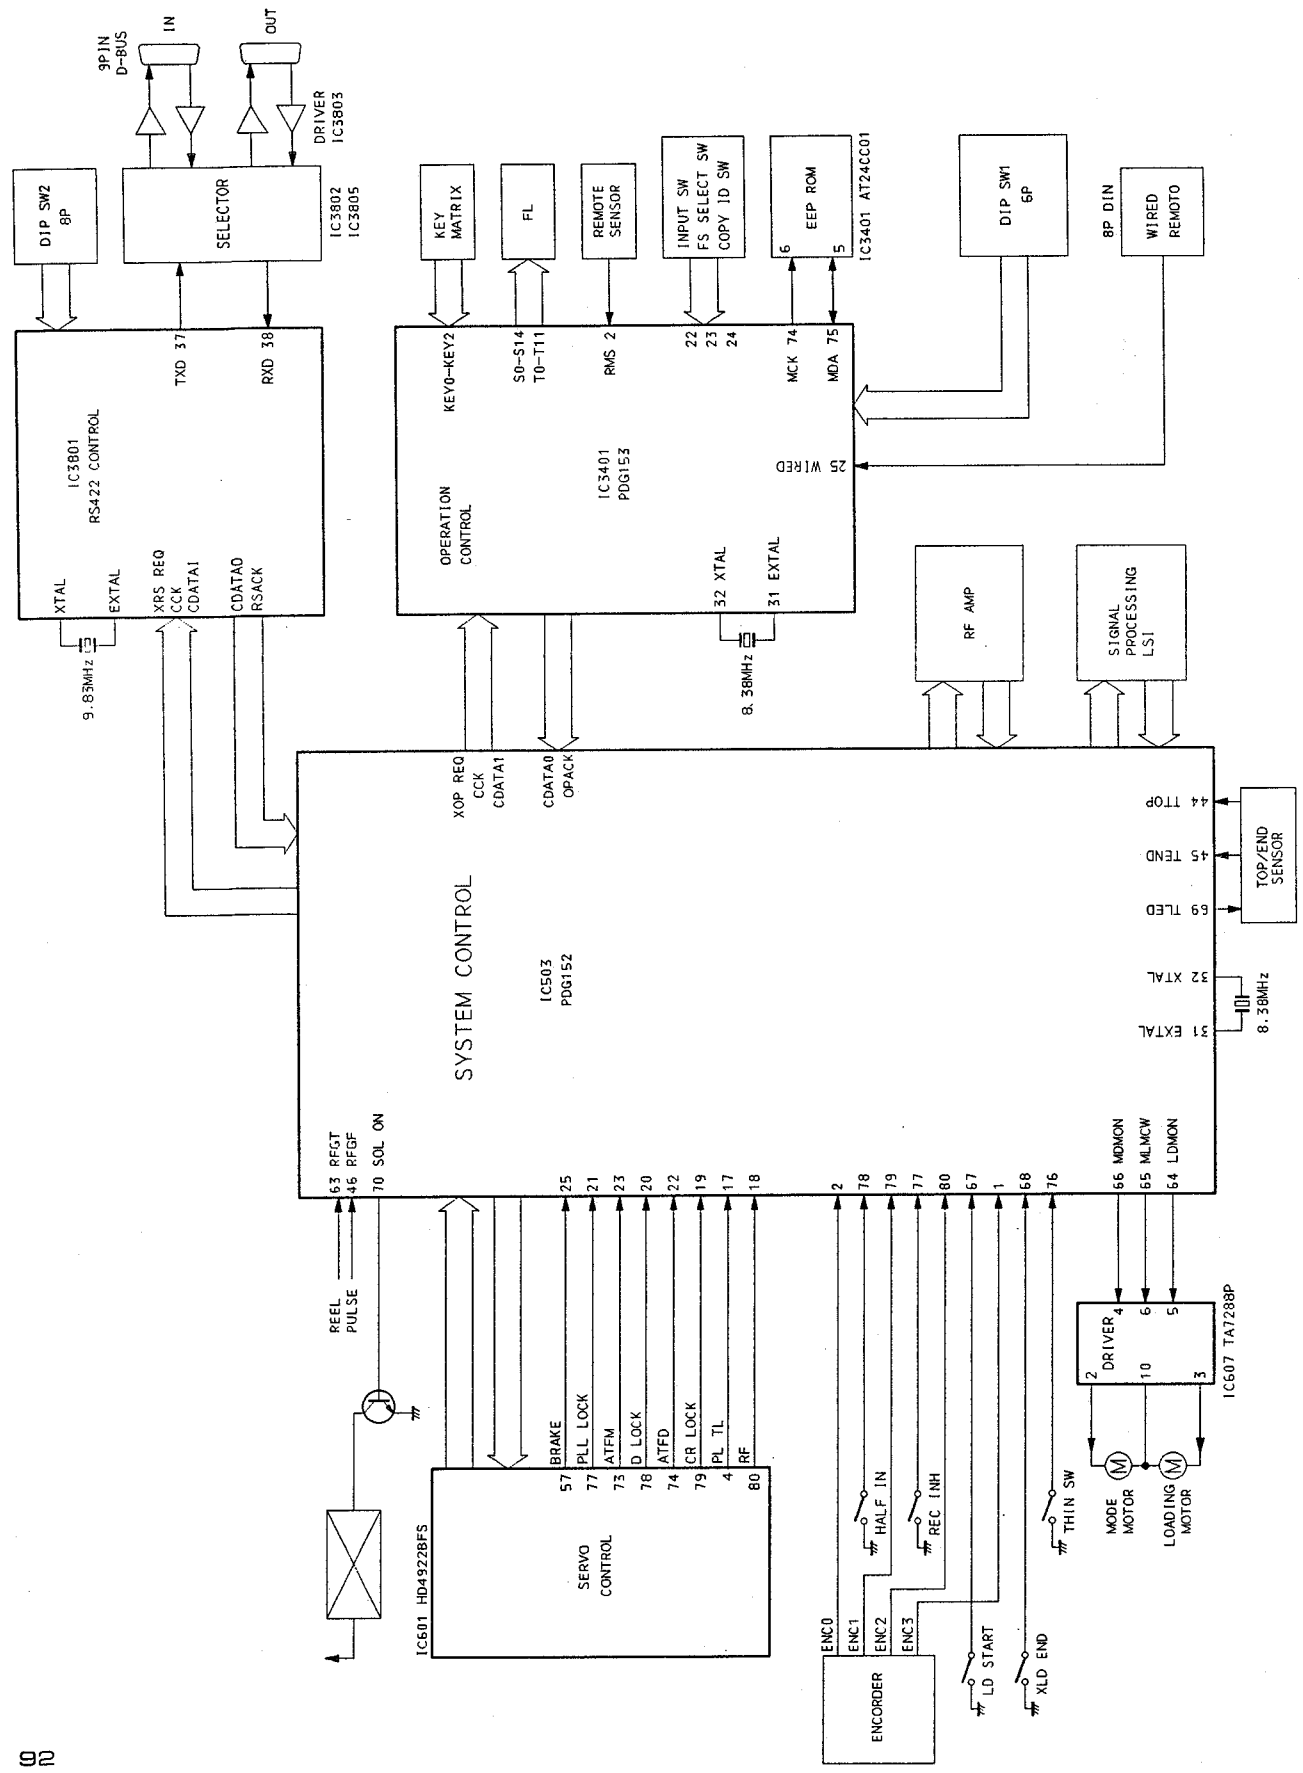 92
9PIN
D-BUS
IN
OUT
DRIVER
IC3803
DIP SW2
8P
SELECTOR
IC3802
IC3805
KEY
MATRIX
FL
REMOTE
SENSOR
INPUT SW
FS SELECT SW
COPY ID SW
6
EEP ROM
5
IC3401 AT24CC01
DIP SW1
6P
8P DIN
WIRED
REMOTO
TXD 37
RXD 38
IC3801
RS422 CONTROL
XTAL
EXTAL
XRS REQ
CCK
CDATAI
CDATAO
RSACK
9.83MHz
KEY0-KEY2
S0-S14
T0-T11
RMS 2
22
23
24
MCK 74
MDA 75
OPERATION
CONTROL
IC3401
PDG153
25 WIRED
32 XTAL
31 EXTAL
8.38MHz
RF AMP
SIGNAL
PROCESSING
LSI
XOP REQ
CCK
CDATA1
CDATA0
OPACK
SYSTEM CONTROL
IC503
PDG152
44 TTOP
45 TEND
69 TLED
32 XTAL
31 EXTAL
TOP/END
SENSOR
8.38MHz
63 RFGT
46 RFGF
70 SOL ON
25
21
23
20
22
19
17
18
2
78
79
77
80
67
1
68
76
66 MDMON
65 MLMCW
64 LDMON
REEL
PULSE
IC601 HD49228FS
SERVO
CONTROL
57 BRAKE
77 PLL LOCK
73 ATFM
78 D LOCK
74 ATFD
79 CR LOCK
4 PL TL
80 RF
ENCORDER
ENC0
ENC1
ENC2
ENC3
HALF IN
REC INH
LD START
XLD END
THIN SW
DRIVER
4
6
5
2
10
3
IC607 TA7288P
MODE
MOTOR
M
M
LOADING
MOTOR